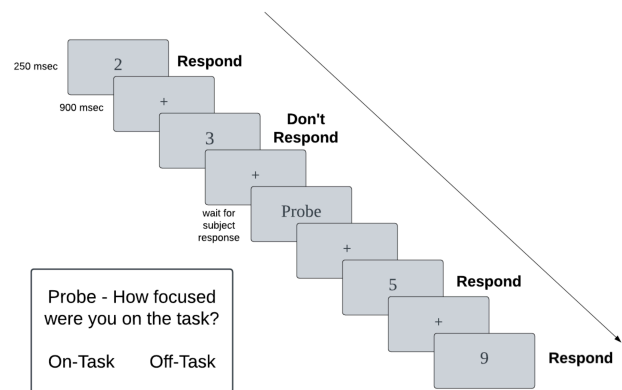 250 msec
2
Respond
900 msec
+
3
Don't
Respond
+
wait for
subject
response
Probe
+
5
Respond
+
9
Respond
Probe - How focused
were you on the task?
On-Task Off-Task